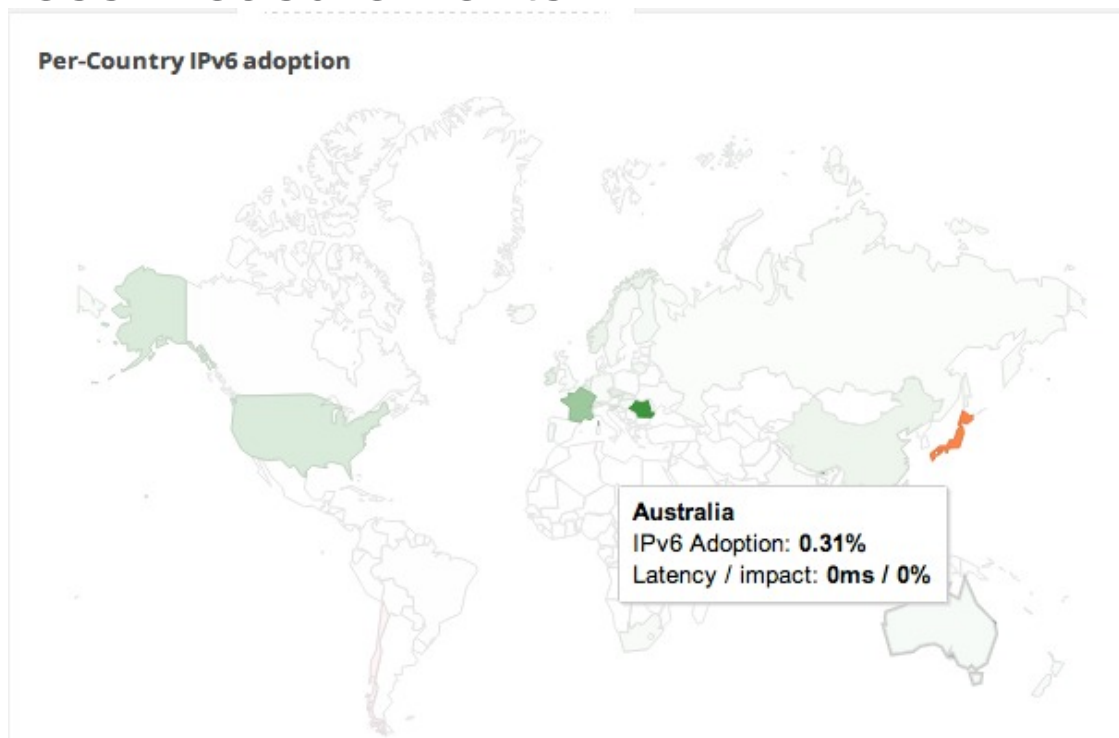 Per-Country IPv6 adoption
Australia
IPv6 Adoption: 0.31%
Latency / impact: 0ms / 0%